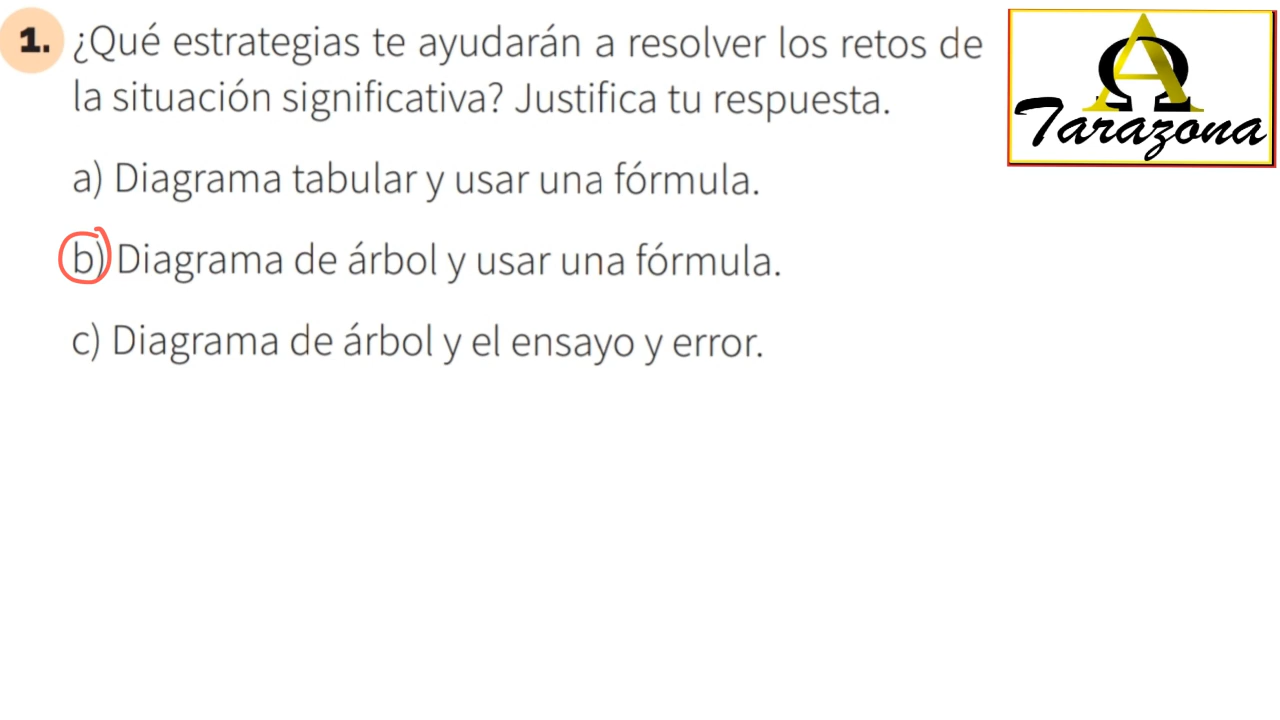 1. ¿Qué estrategias te ayudarán a resolver los retos de
la situación significativa? Justifica tu respuesta.
a) Diagrama tabular y usar una fórmula.
b) Diagrama de árbol y usar una fórmula.
c) Diagrama de árbol y el ensayo y error.
AΩ
Tarazona